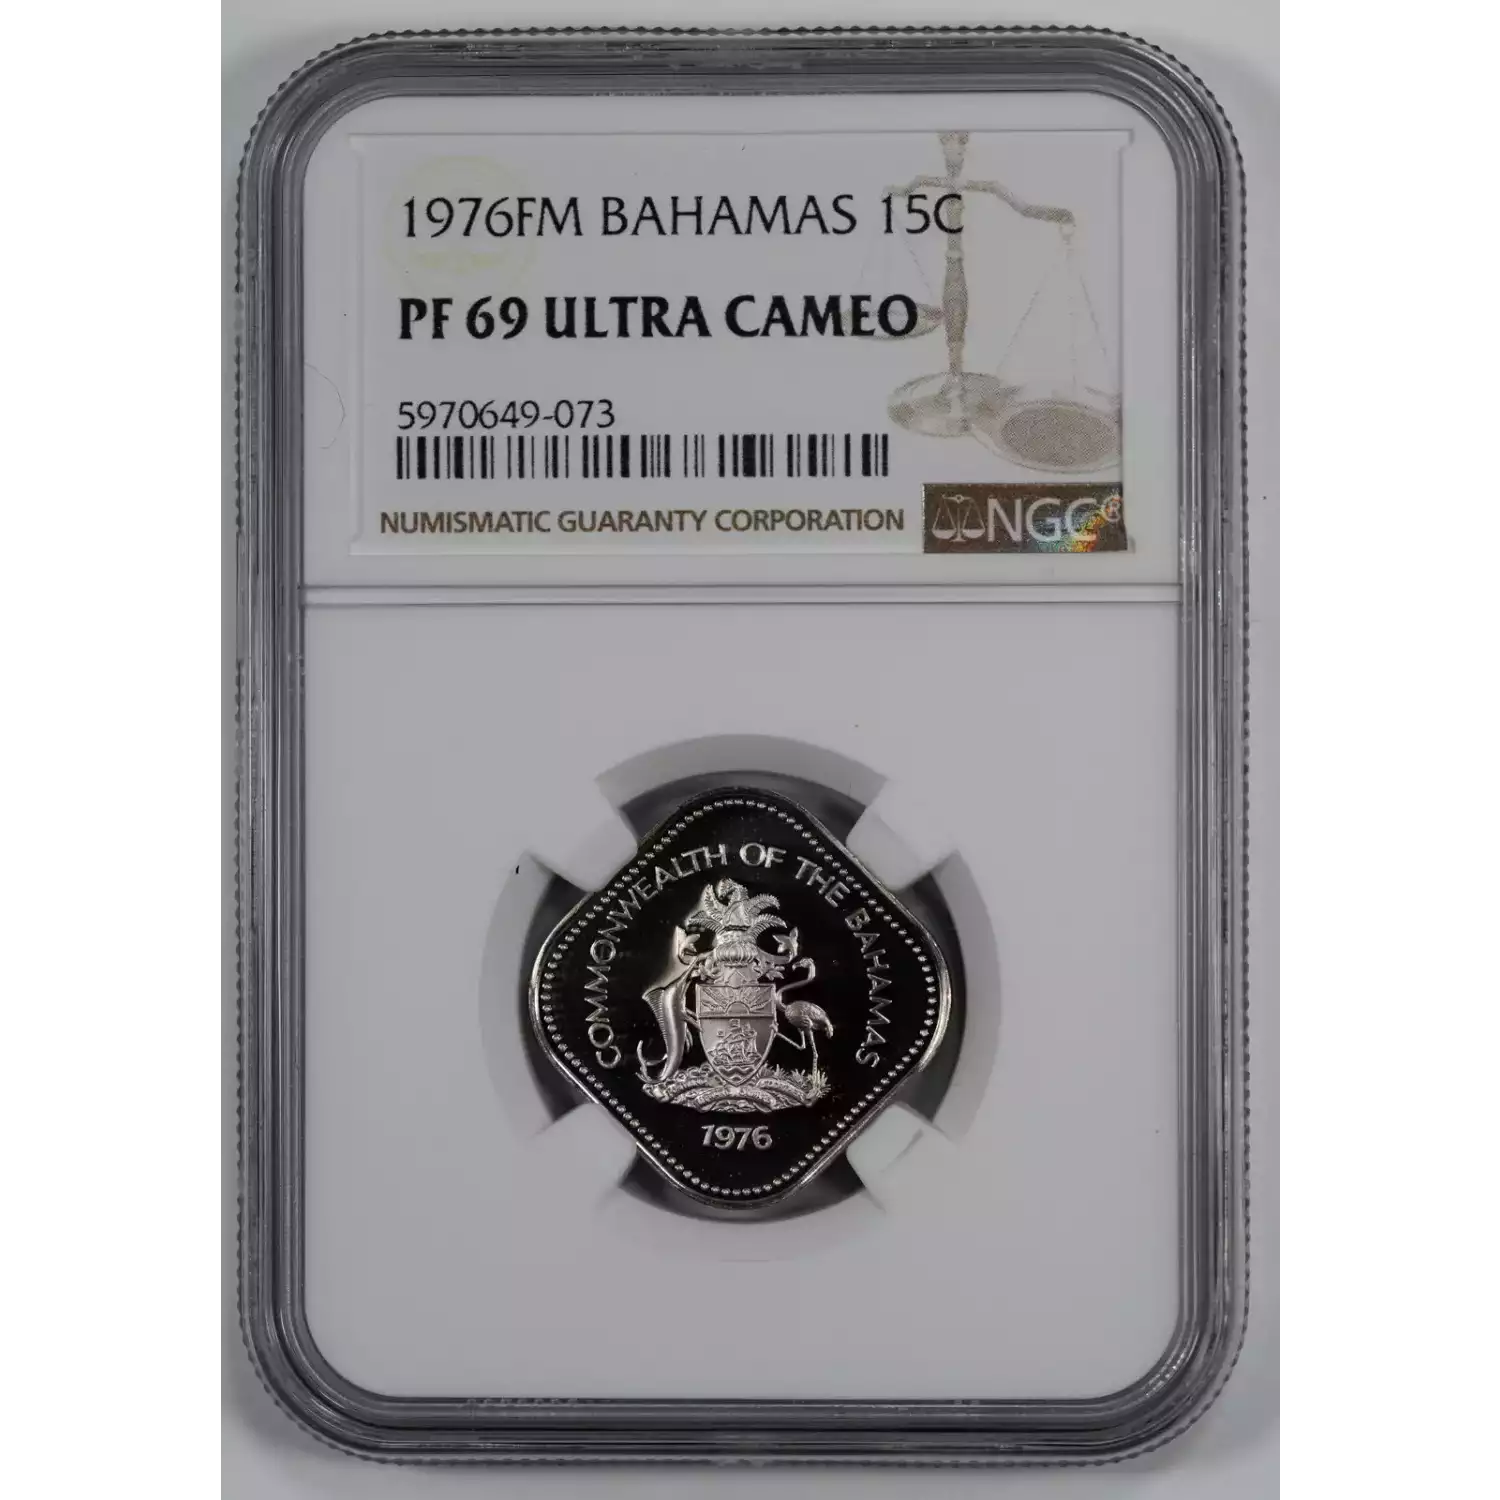 1976FM BAHAMAS 15C
PF 69 ULTRA CAMEO
5970649-073
NUMISMATIC GUARANTY CORPORATION
NGC®
COMMONWEALTH OF THE BAHAMAS
1976